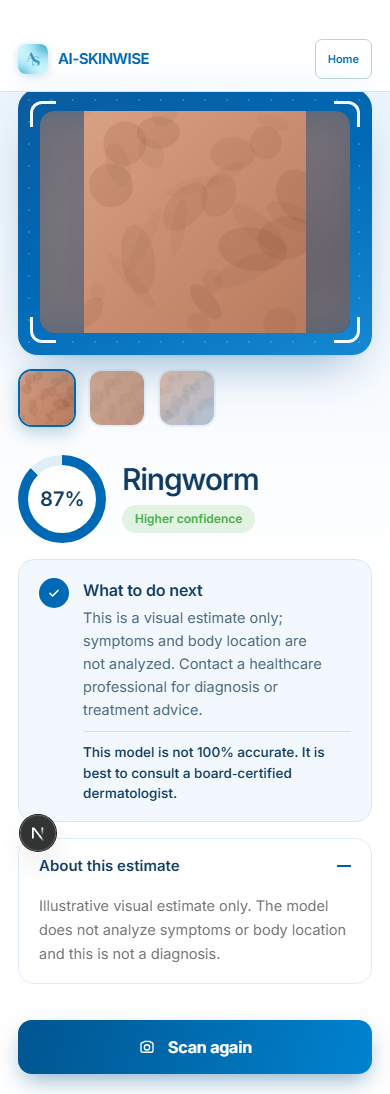 AI-SKINWISE
Home
87%
Ringworm
Higher confidence
What to do next
This is a visual estimate only;
symptoms and body location are
not analyzed. Contact a healthcare
professional for diagnosis or
treatment advice.
This model is not 100% accurate. It is
best to consult a board-certified
dermatologist.
N
About this estimate
Illustrative visual estimate only. The model
does not analyze symptoms or body location
and this is not a diagnosis.
Scan again